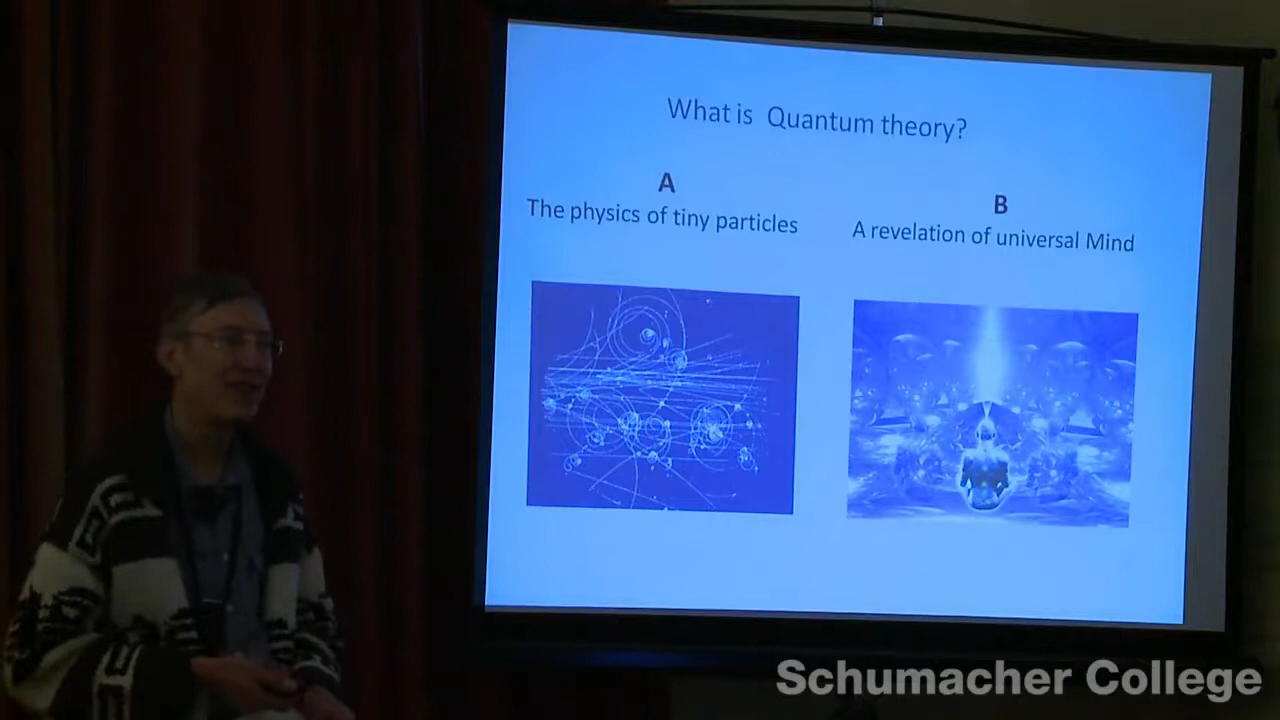 What is Quantum theory?
A
The physics of tiny particles
B
A revelation of universal Mind
Schumacher College